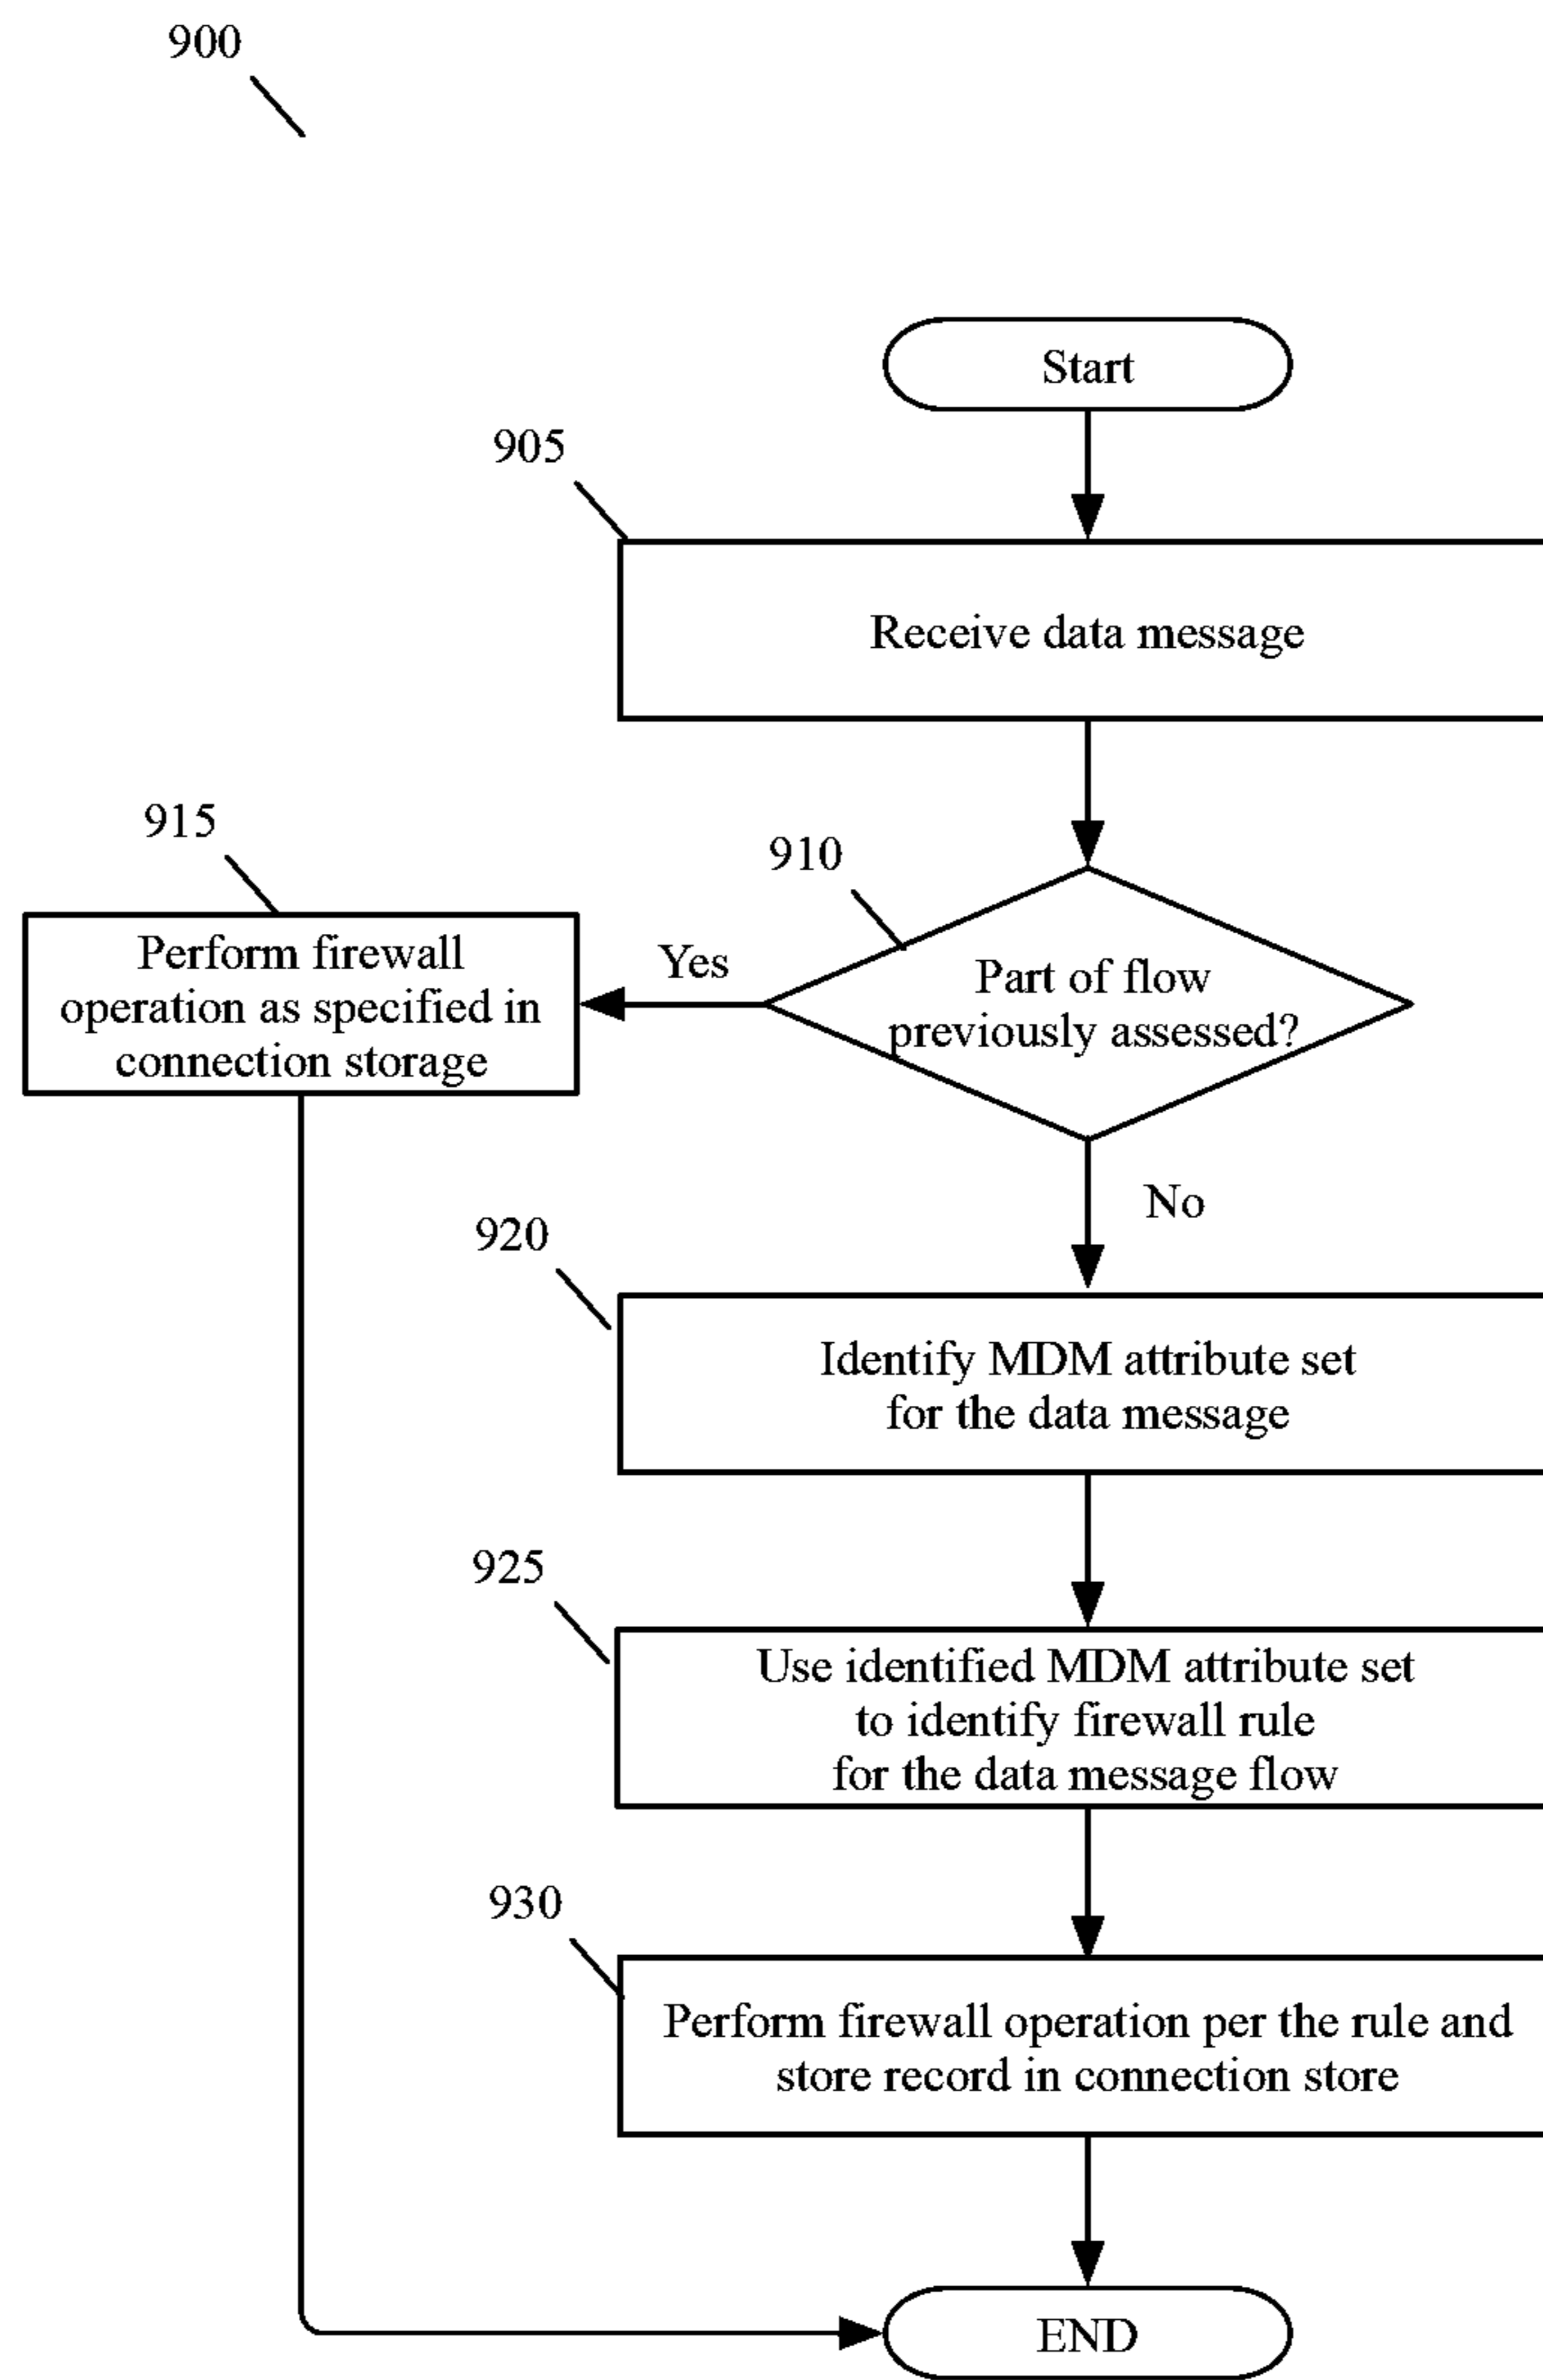 900
Start
905
Receive data message
915
910
Perform firewall
operation as specified in
connection storage
Yes
Part of flow
previously assessed?
No
920
Identify MDM attribute set
for the data message
925
Use identified MDM attribute set
to identify firewall rule
for the data message flow
930
Perform firewall operation per the rule and
store record in connection store
END